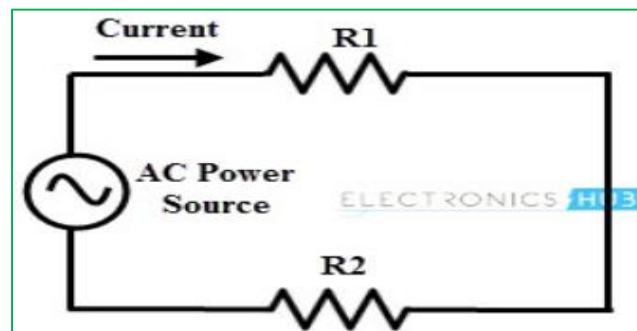 Current
R1
AC Power
Source
ELECTRONICS HUB
R2